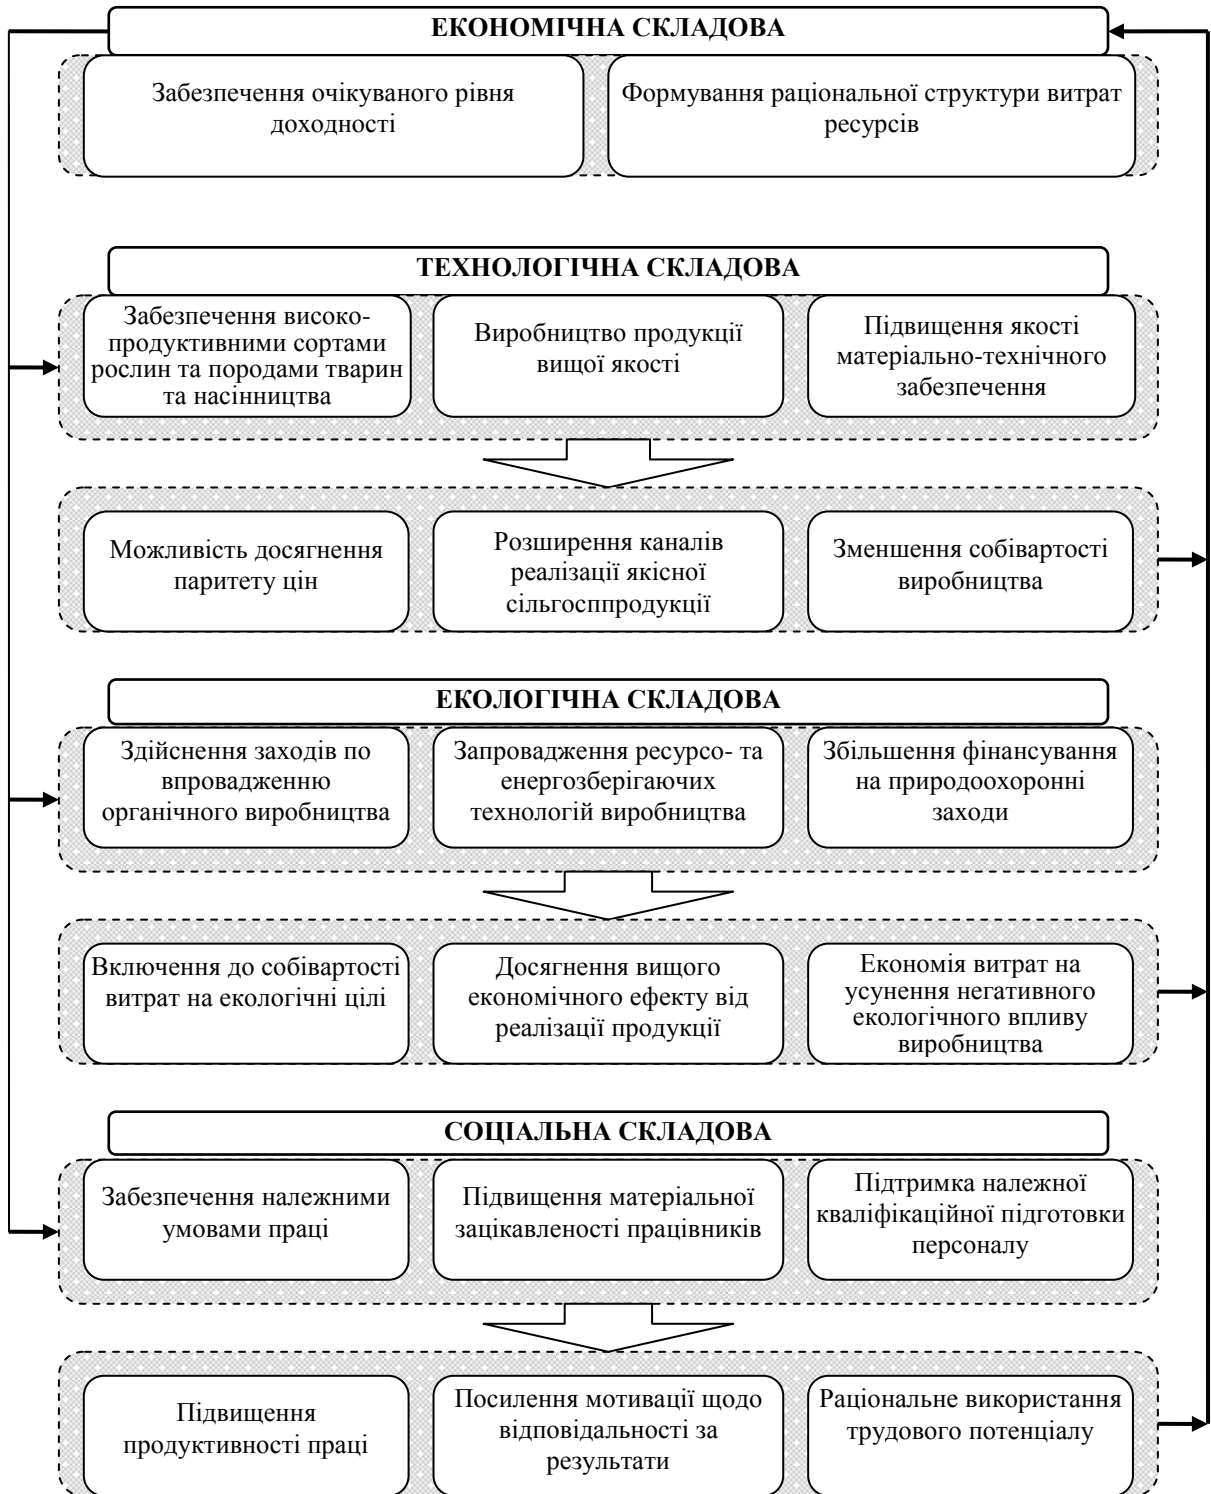 ЕКОНОМІЧНА СКЛАДОВА
Забезпечення очікуваного рівня
доходності
Формування раціональної структури витрат
ресурсів
ТЕХНОЛОГІЧНА СКЛАДОВА
Забезпечення високо-
продуктивними сортами
рослин та породами тварин
та насінництва
Виробництво продукції
вищої якості
Підвищення якості
матеріально-технічного
забезпечення
Можливість досягнення
паритету цін
Розширення каналів
реалізації якісної
сільгосппродукції
Зменшення собівартості
виробництва
ЕКОЛОГІЧНА СКЛАДОВА
Здійснення заходів по
впровадженню
органічного виробництва
Запровадження ресурсо- та
енергозберігаючих
технологій виробництва
Збільшення фінансування
на природоохоронні
заходи
Включення до собівартості
витрат на екологічні цілі
Досягнення вищого
економічного ефекту від
реалізації продукції
Економія витрат на
усунення негативного
екологічного впливу
виробництва
СОЦІАЛЬНА СКЛАДОВА
Забезпечення належними
умовами праці
Підвищення матеріальної
зацікавленості працівників
Підтримка належної
кваліфікаційної підготовки
персоналу
Підвищення
продуктивності праці
Посилення мотивації щодо
відповідальності за
результати
Раціональне використання
трудового потенціалу